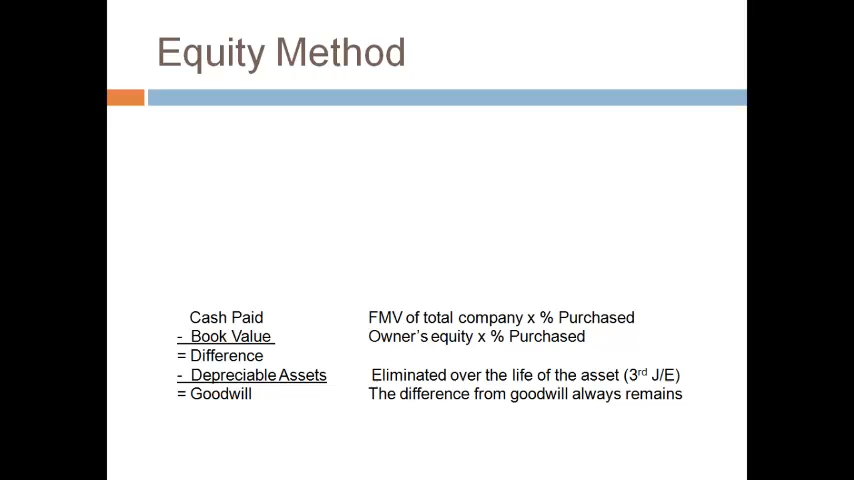 Equity Method
Cash Paid FMV of total company x % Purchased
- Book Value Owner's equity x % Purchased
= Difference
- Depreciable Assets Eliminated over the life of the asset (3rd J/E)
= Goodwill The difference from goodwill always remains